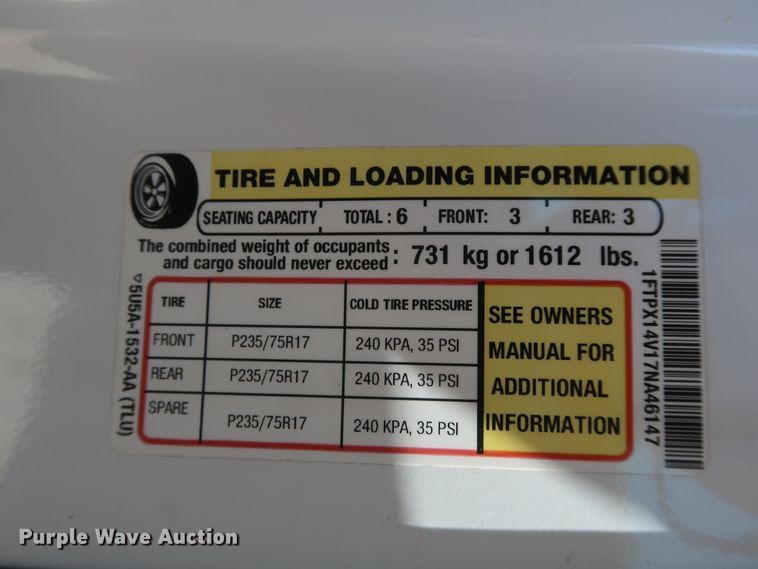 TIRE AND LOADING INFORMATION
SEATING CAPACITY TOTAL : 6 FRONT: 3 REAR: 3
The combined weight of occupants
and cargo should never exceed : 731 kg or 1612 lbs.
TIRE SIZE COLD TIRE PRESSURE
FRONT P235/75R17 240 KPA, 35 PSI
REAR P235/75R17 240 KPA, 35 PSI
SPARE P235/75R17 240 KPA, 35 PSI
SEE OWNERS
MANUAL FOR
ADDITIONAL
INFORMATION
5U5A-1532-AA (TLU)
1FTPX14V17NA46147
Purple Wave Auction